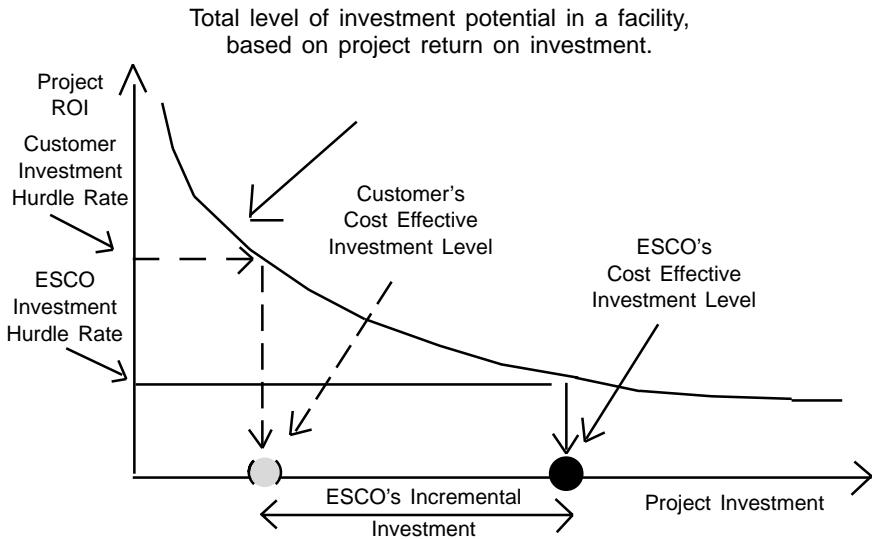 Total level of investment potential in a facility,
based on project return on investment.
Project
ROI
Customer
Investment
Hurdle Rate
ESCO
Investment
Hurdle Rate
Customer's
Cost Effective
Investment Level
ESCO's
Cost Effective
Investment Level
ESCO's Incremental
Investment
Project Investment